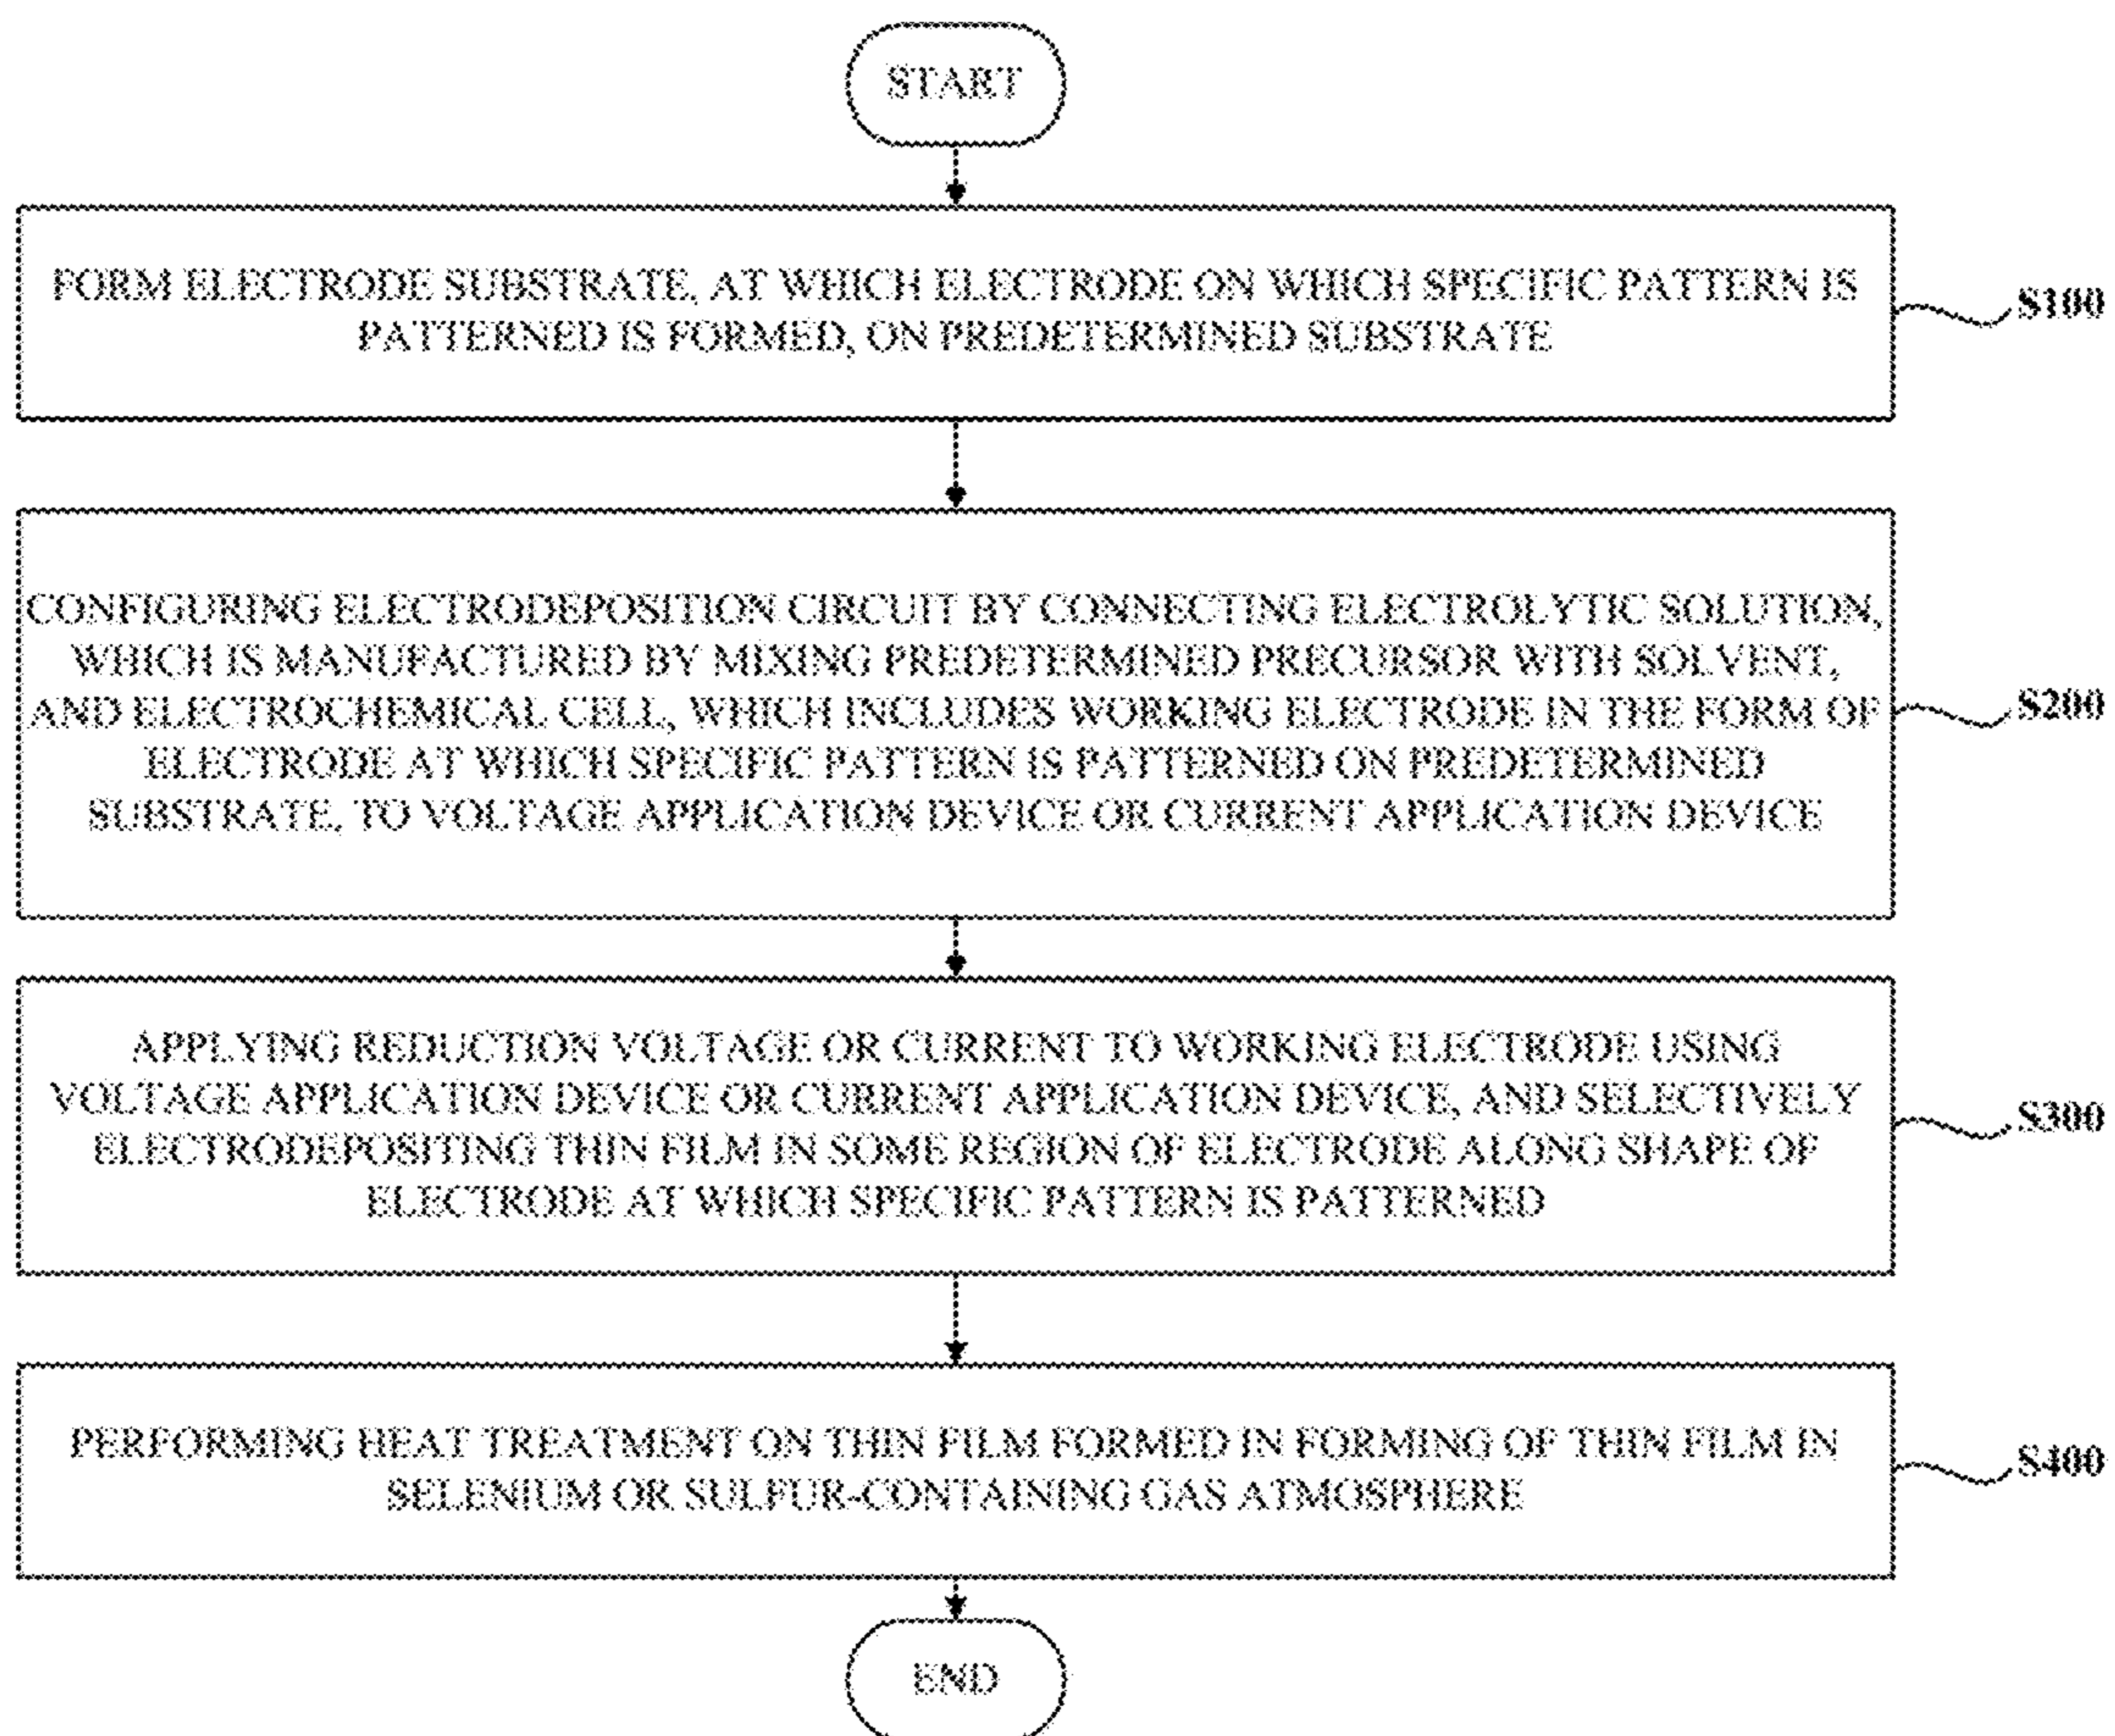 START
FORM ELECTRODE SUBSTRATE, AT WHICH ELECTRODE ON WHICH SPECIFIC PATTERN IS
PATTERNED IS FORMED, ON PREDETERMINED SUBSTRATE
S100
CONFIGURING ELECTRODEPOSITION CIRCUIT BY CONNECTING ELECTROLYTIC SOLUTION,
WHICH IS MANUFACTURED BY MIXING PREDETERMINED PRECURSOR WITH SOLVENT,
AND ELECTROCHEMICAL CELL, WHICH INCLUDES WORKING ELECTRODE IN THE FORM OF
ELECTRODE AT WHICH SPECIFIC PATTERN IS PATTERNED ON PREDETERMINED
SUBSTRATE, TO VOLTAGE APPLICATION DEVICE OR CURRENT APPLICATION DEVICE
S200
APPLYING REDUCTION VOLTAGE OR CURRENT TO WORKING ELECTRODE USING
VOLTAGE APPLICATION DEVICE OR CURRENT APPLICATION DEVICE, AND SELECTIVELY
ELECTRODEPOSITING THIN FILM IN SOME REGION OF ELECTRODE ALONG SHAPE OF
ELECTRODE AT WHICH SPECIFIC PATTERN IS PATTERNED
S300
PERFORMING HEAT TREATMENT ON THIN FILM FORMED IN FORMING OF THIN FILM IN
SELENIUM OR SULFUR-CONTAINING GAS ATMOSPHERE
S400
END